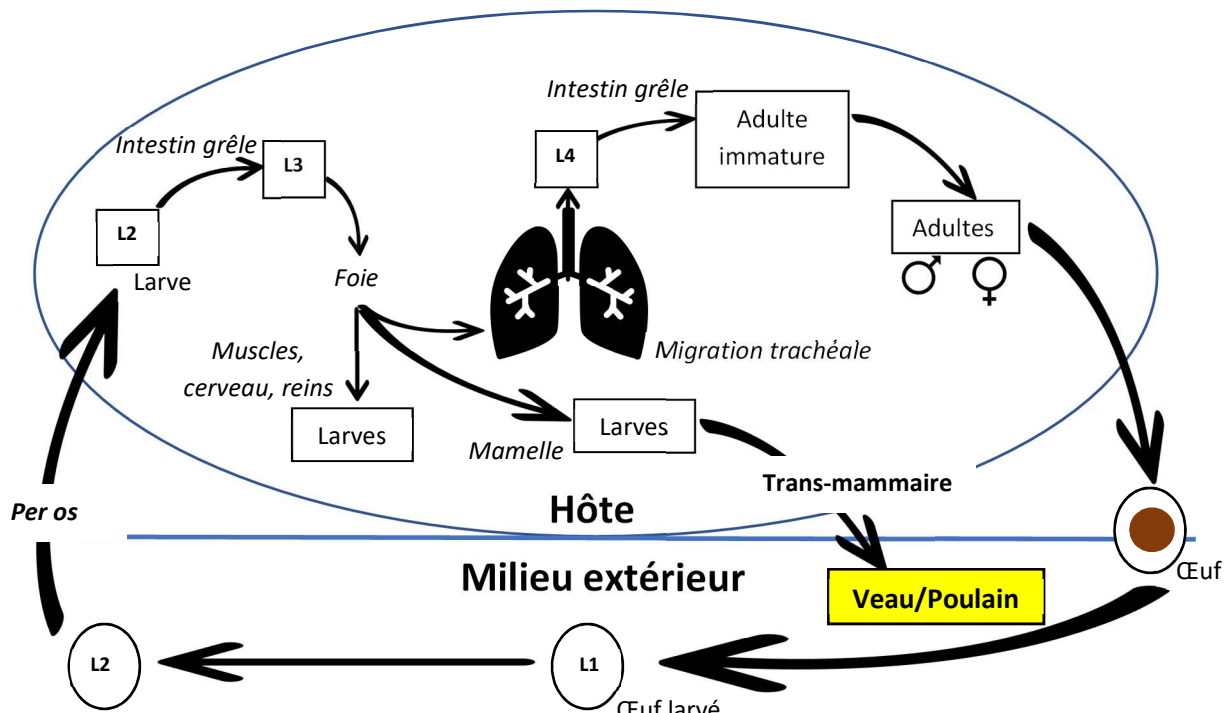 Intestin grêle
Adulte
immature
L4
Intestin grêle
L3
L2
Larve
Foie
Adultes
Muscles,
cerveau, reins
Migration trachéale
Larves
Larves
Mamelle
Trans-mammaire
Per os
Hôte
Œuf
Milieu extérieur
Veau/Poulain
L2
L1
Œuf larvé